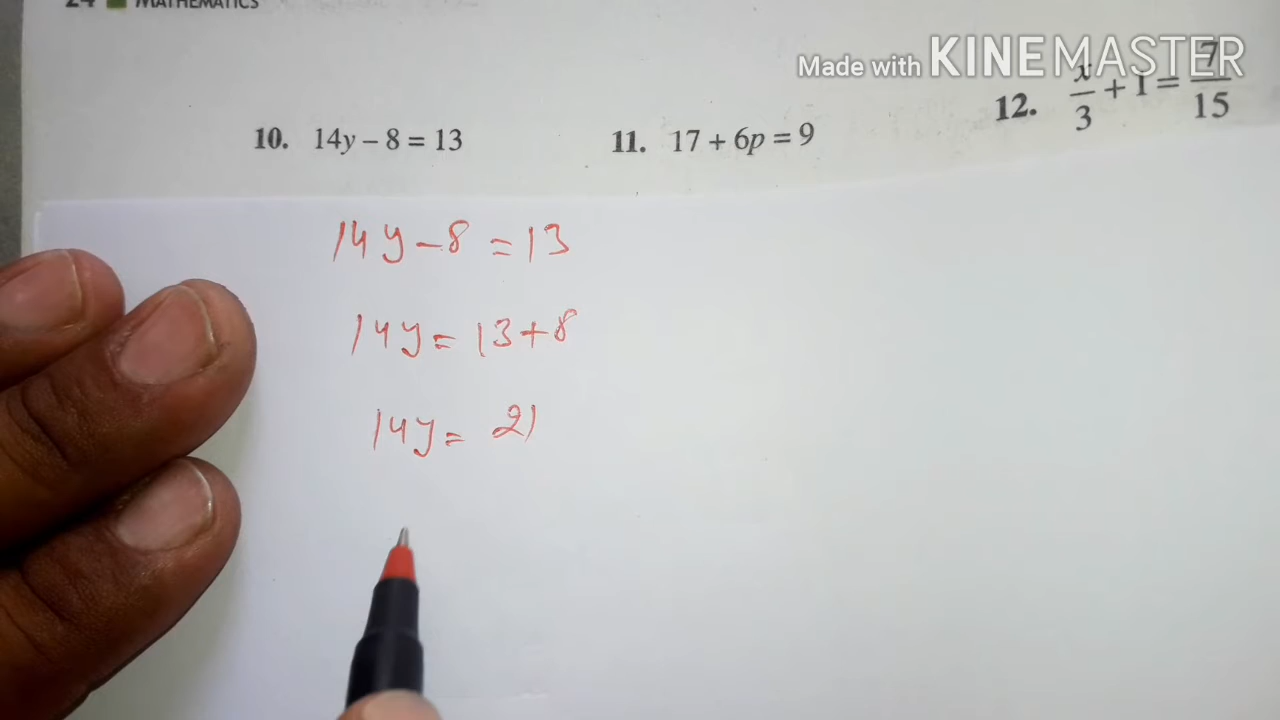 24 MATHEMATICS
Made with KINEMASTER
10. 14y – 8 = 13 11. 17 + 6p = 9 12. x/3 + 1 = 7/15
14y – 8 = 13
14y = 13 + 8
14y = 21